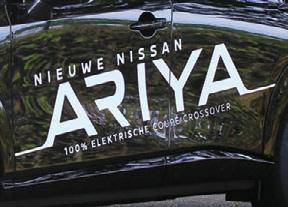 NIEUWE NISSAN
ARIYA
100% ELEKTRISCHE COUPÉ CROSSOVER